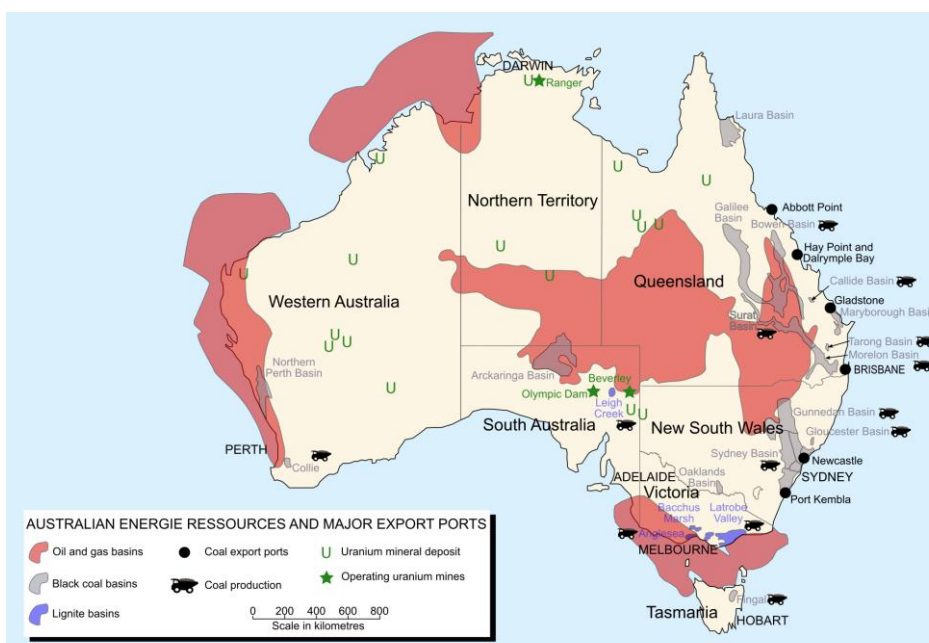 DARWIN
U
Ranger
Laura Basin
U
U
U
Northern Territory
Galilee
Basin
Abbott Point
Bowen Basin
U
U
U
U
Hay Point and
Dalrymple Bay
U
U
U
Queensland
Callide Basin
Western Australia
Gladstone
Surat
Basin
Maryborough Basi
U
U
U
U
Tarong Basin
Morelon Basin
Northern
Perth Basin
Arckaringa Basin
Beverley
BRISBANE
U
Olympic Dam
Leigh
Creek
U
U
Gunnedah Basin
South Australia
New South Wales
Gloucester Basin
PERTH
Collie
Sydney Basin
Newcastle
SYDNEY
ADELAIDE
Oaklands
Basin
Victoria
Port Kembla
Bacchus
Marsh
Latrobe
Valley
Anglesea
MELBOURNE
Tasmania
Fingal
HOBART
AUSTRALIAN ENERGIE RESSOURCES AND MAJOR EXPORT PORTS
Oil and gas basins
Coal export ports
U Uranium mineral deposit
Black coal basins
Coal production
Operating uranium mines
Lignite basins
0 200 400 600 800
Scale in kilometres